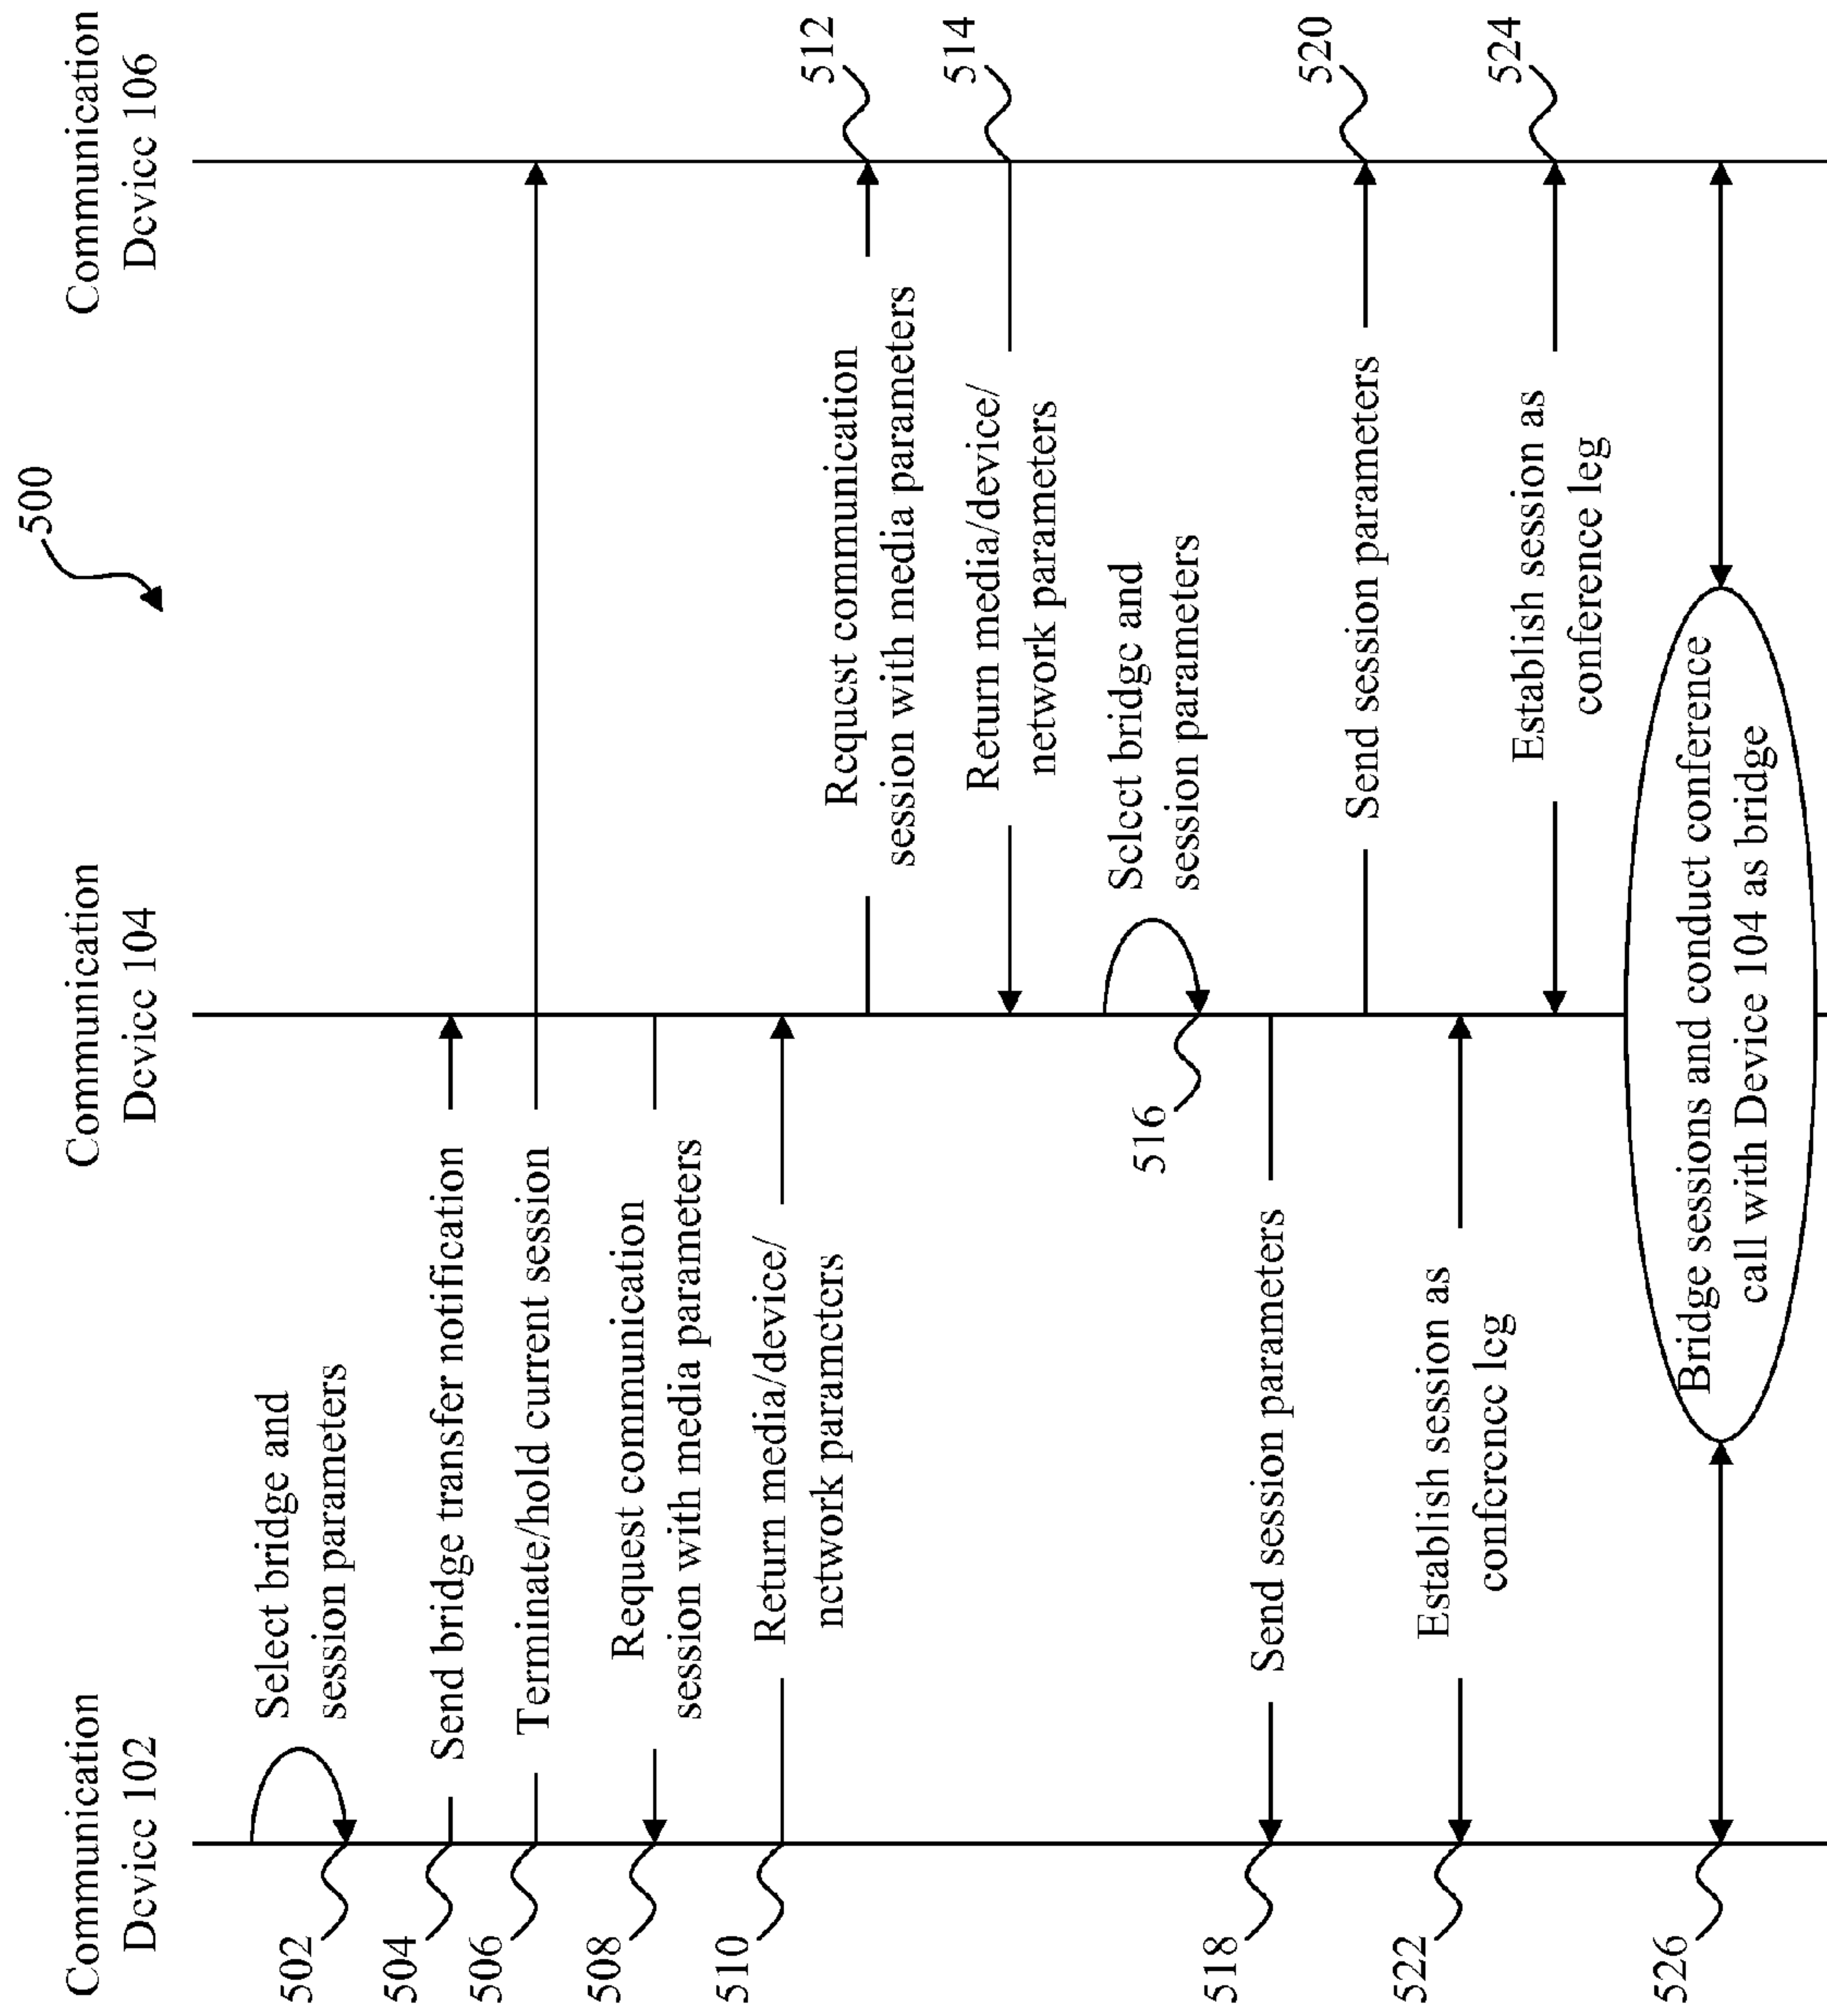 500
Communication
Device 102
Communication
Device 104
Communication
Device 106
502
Select bridge and
session parameters
504
Send bridge transfer notification
506
Terminate/hold current session
508
Request communication
session with media parameters
510
Return media/device/
network parameters
512
Request communication
session with media parameters
514
Return media/device/
network parameters
516
Select bridge and
session parameters
518
Send session parameters
520
Send session parameters
522
Establish session as
conference leg
524
Establish session as
conference leg
526
Bridge sessions and conduct conference
call with Device 104 as bridge